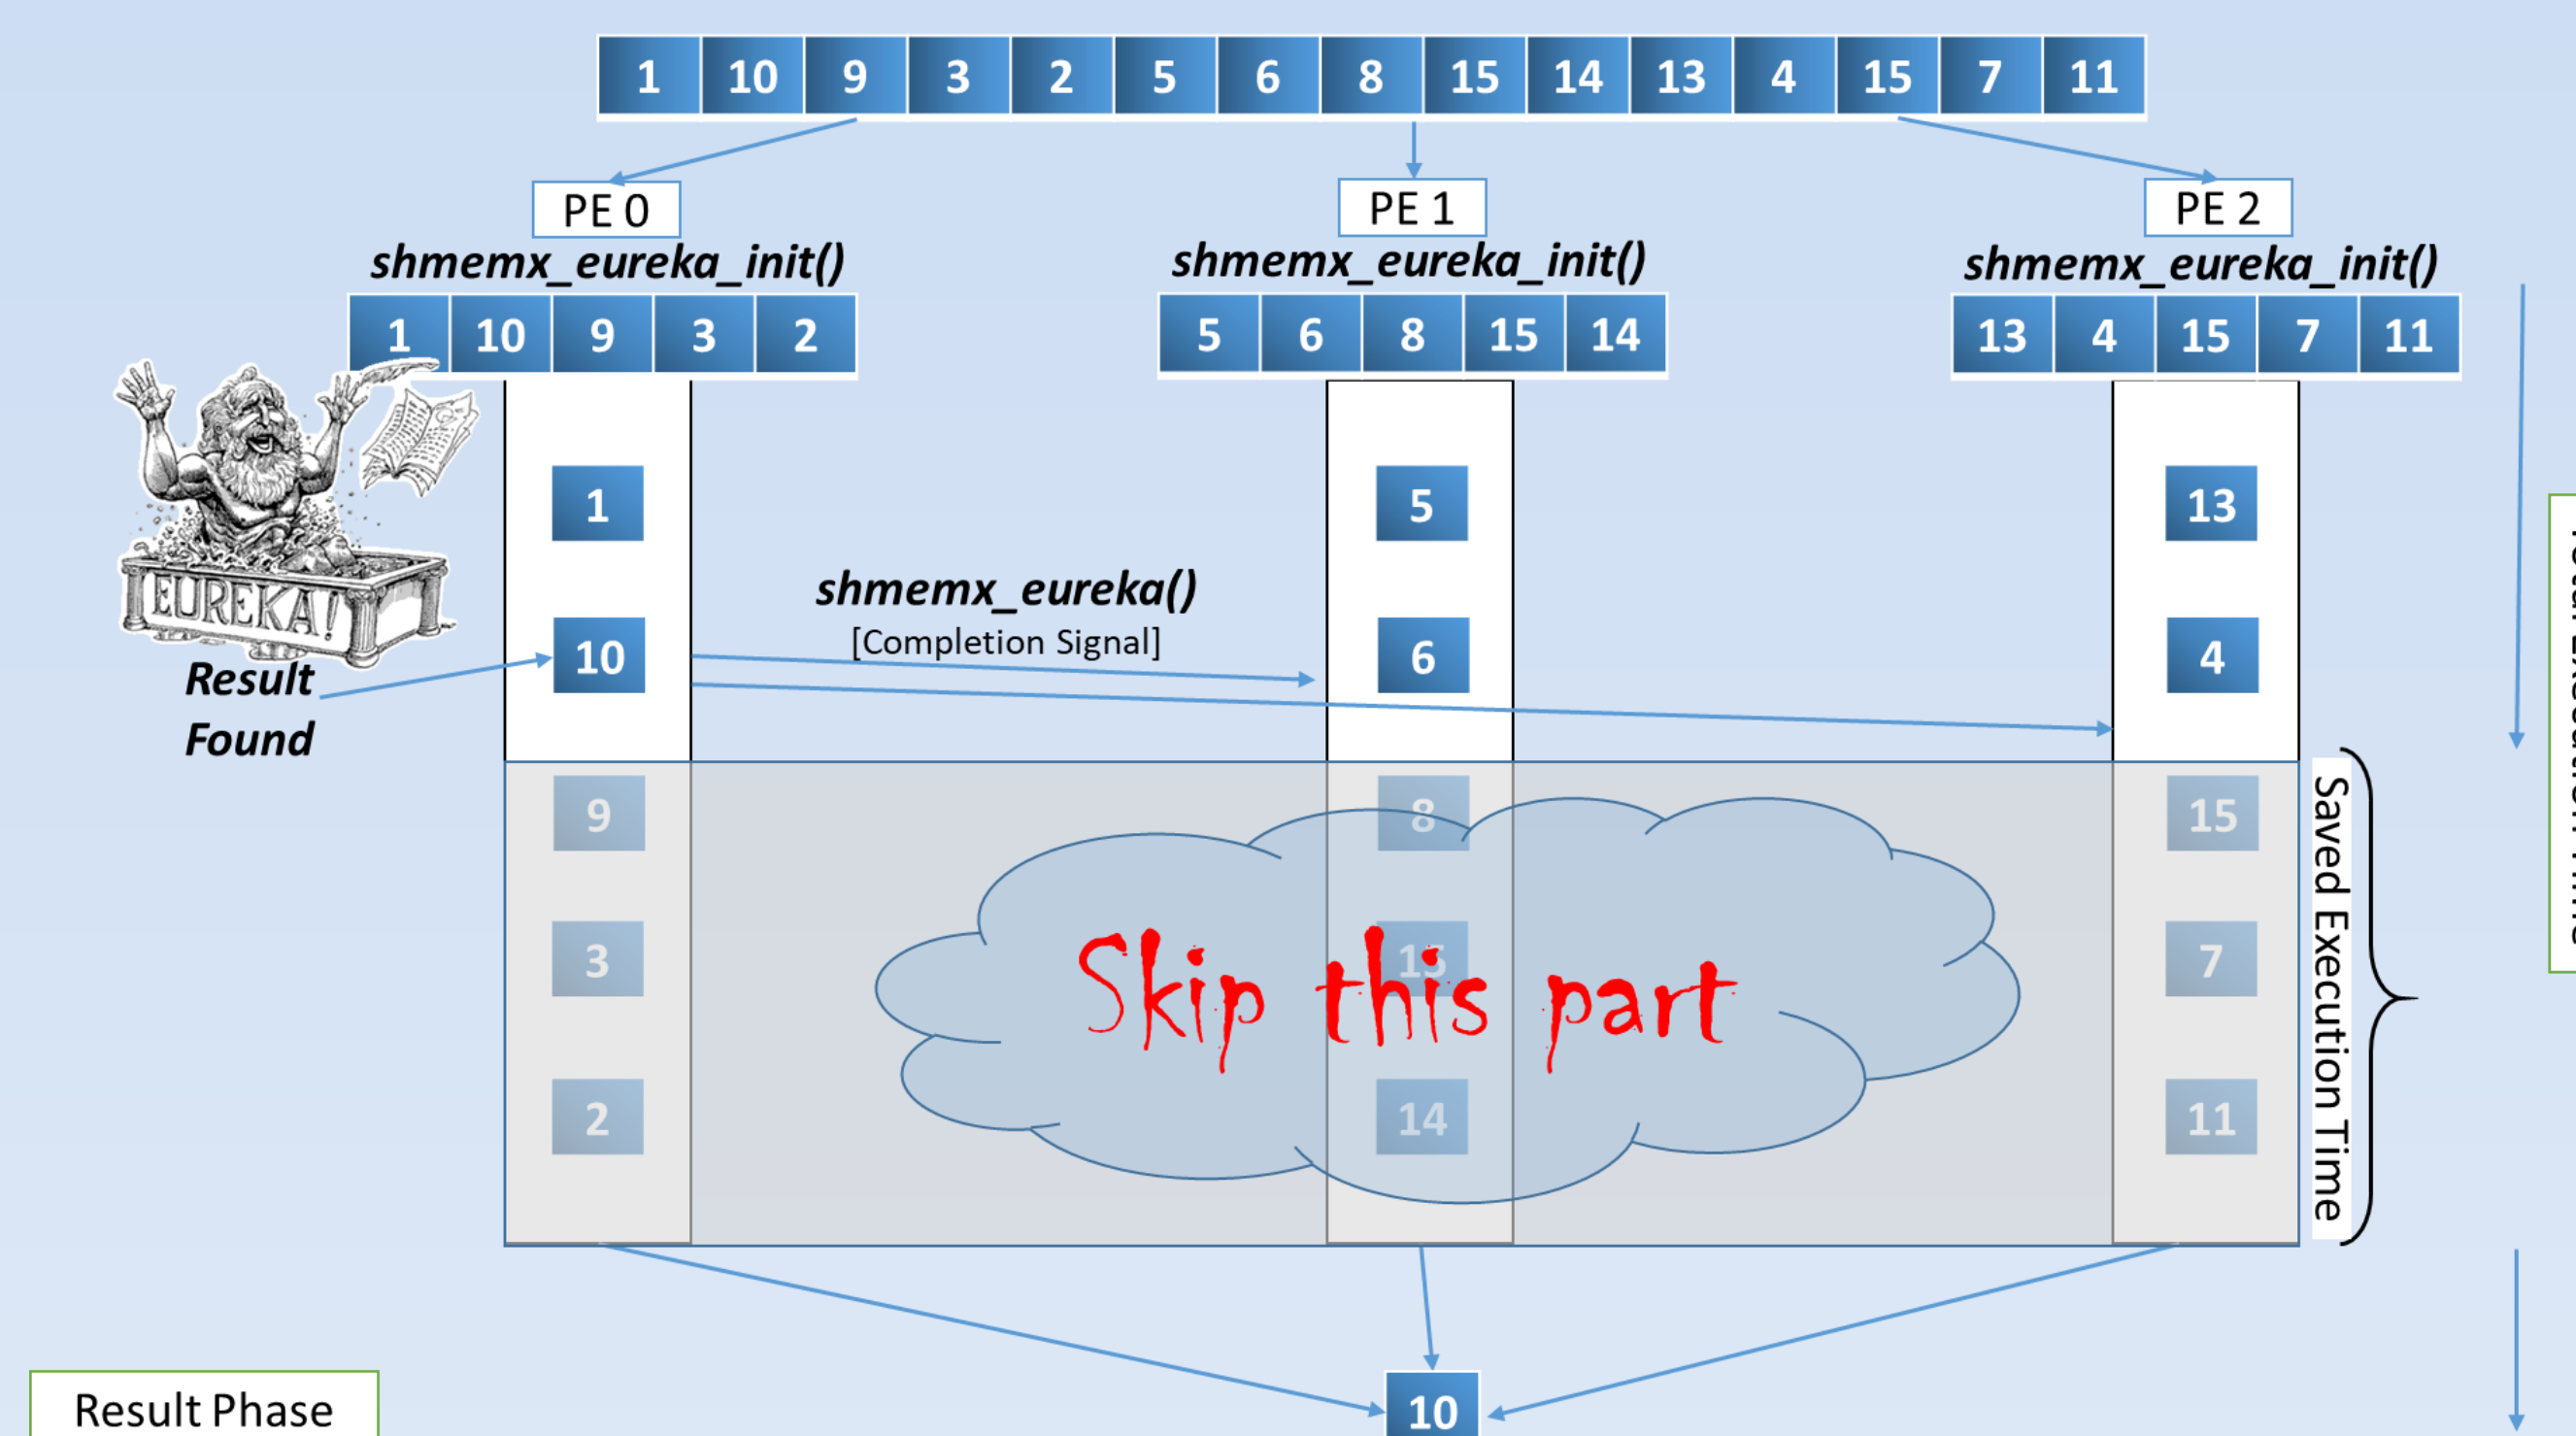 1 10 9 3 2 5 6 8 15 14 13 4 15 7 11
PE 0 PE 1 PE 2
shmemx_eureka_init() shmemx_eureka_init() shmemx_eureka_init()
1 10 9 3 2 5 6 8 15 14 13 4 15 7 11
1 5 13
EUREKA!
shmemx_eureka()
[Completion Signal]
10 6 4
Result
Found
9 8 15
3 15 7
Skip this part
2 14 11
Saved Execution Time
10
Result Phase